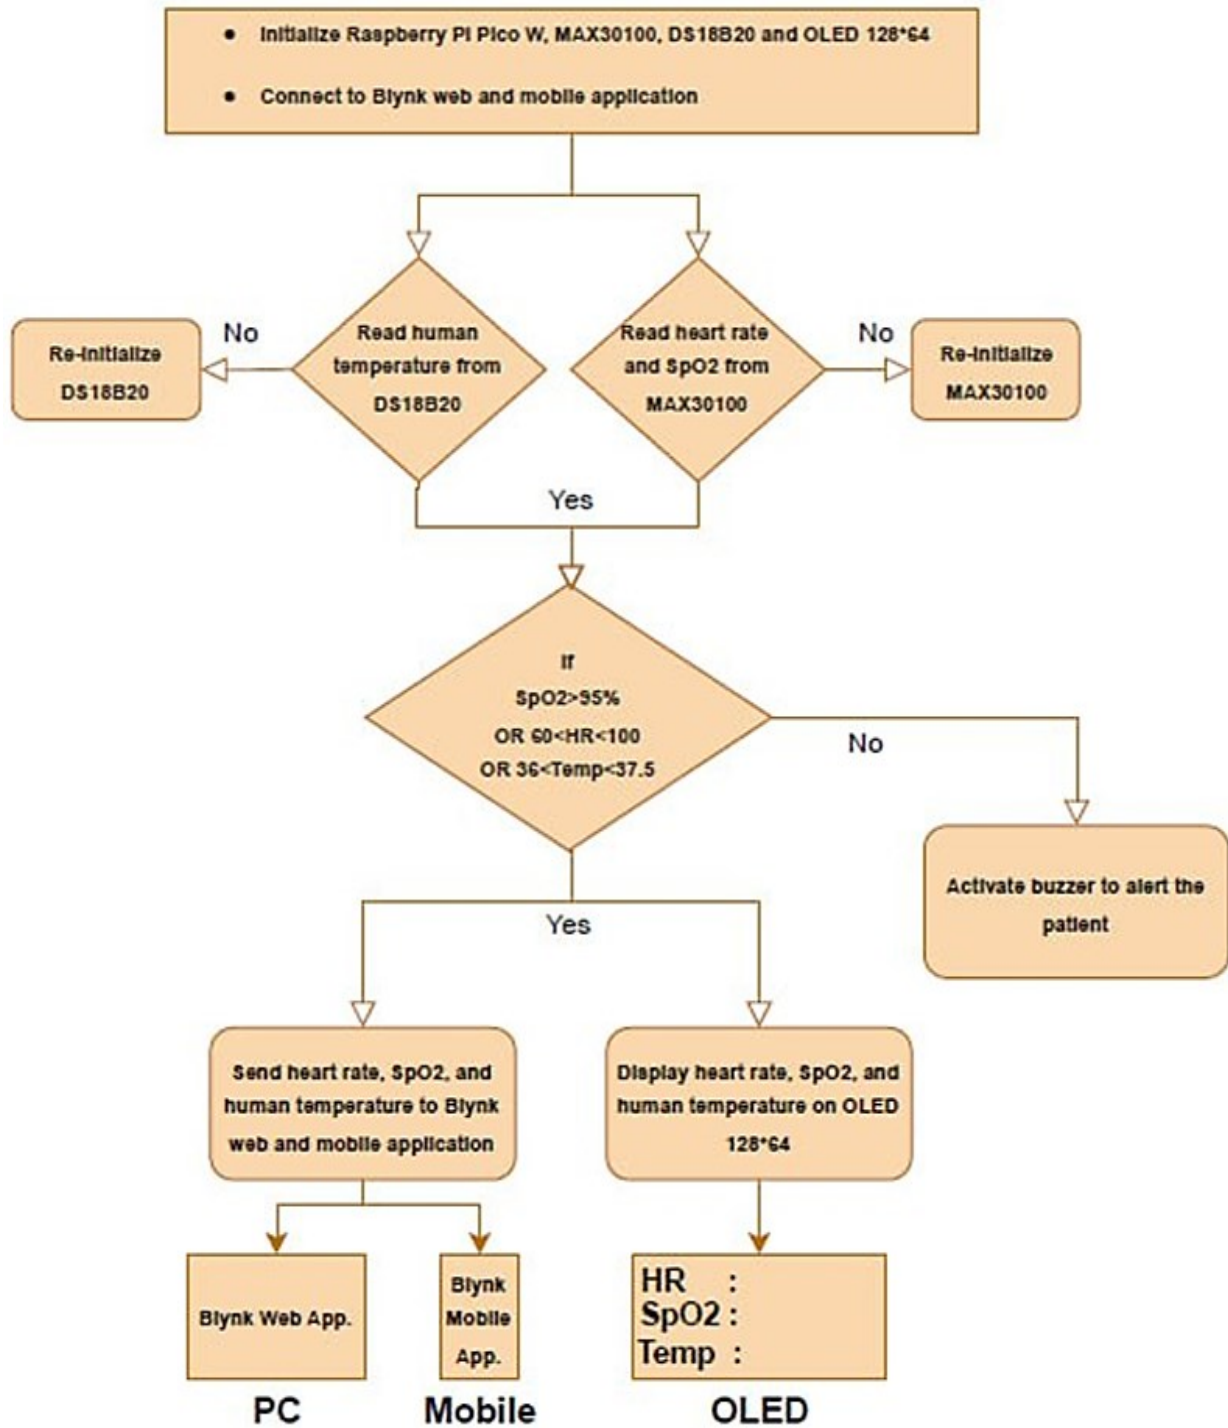 • Initialize Raspberry Pi Pico W, MAX30100, DS18B20 and OLED 128*64
• Connect to Blynk web and mobile application
Read human
temperature from
DS18B20
Read heart rate
and SpO2 from
MAX30100
No
No
Re-Initialize
DS18B20
Re-Initialize
MAX30100
Yes
If
SpO2>95%
OR 60<HR<100
OR 36<Temp<37.5
No
Activate buzzer to alert the
patient
Yes
Send heart rate, SpO2, and
human temperature to Blynk
web and mobile application
Display heart rate, SpO2, and
human temperature on OLED
128*64
Blynk Web App.
Blynk
Mobile
App.
HR :
SpO2 :
Temp :
PC
Mobile
OLED